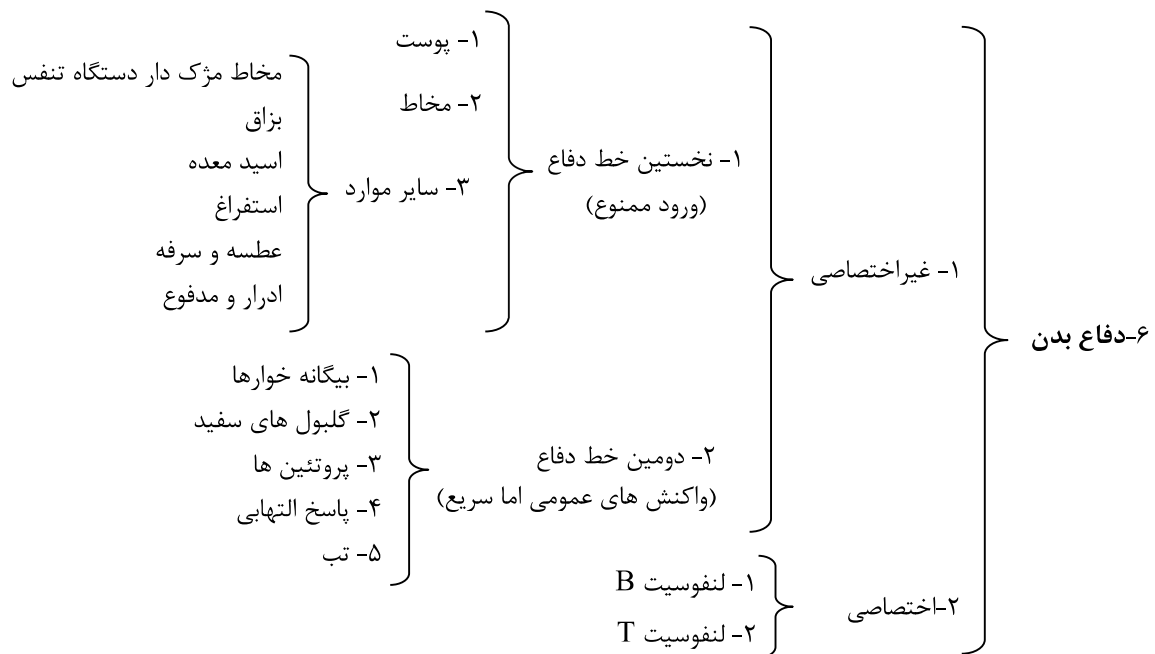 ۶-دفاع بدن
۱- غیراختصاصی
۱- نخستین خط دفاع
(ورود ممنوع)
۱- پوست
۲- مخاط
۳- سایر موارد
مخاط مژک دار دستگاه تنفس
بزاق
اسید معده
استفراغ
عطسه و سرفه
ادرار و مدفوع
۲- دومین خط دفاع
(واکنش های عمومی اما سریع)
۱- بیگانه خوارها
۲- گلبول های سفید
۳- پروتئین ها
۴- پاسخ التهابی
۵- تب
۲-اختصاصی
۱- لنفوسیت B
۲- لنفوسیت T